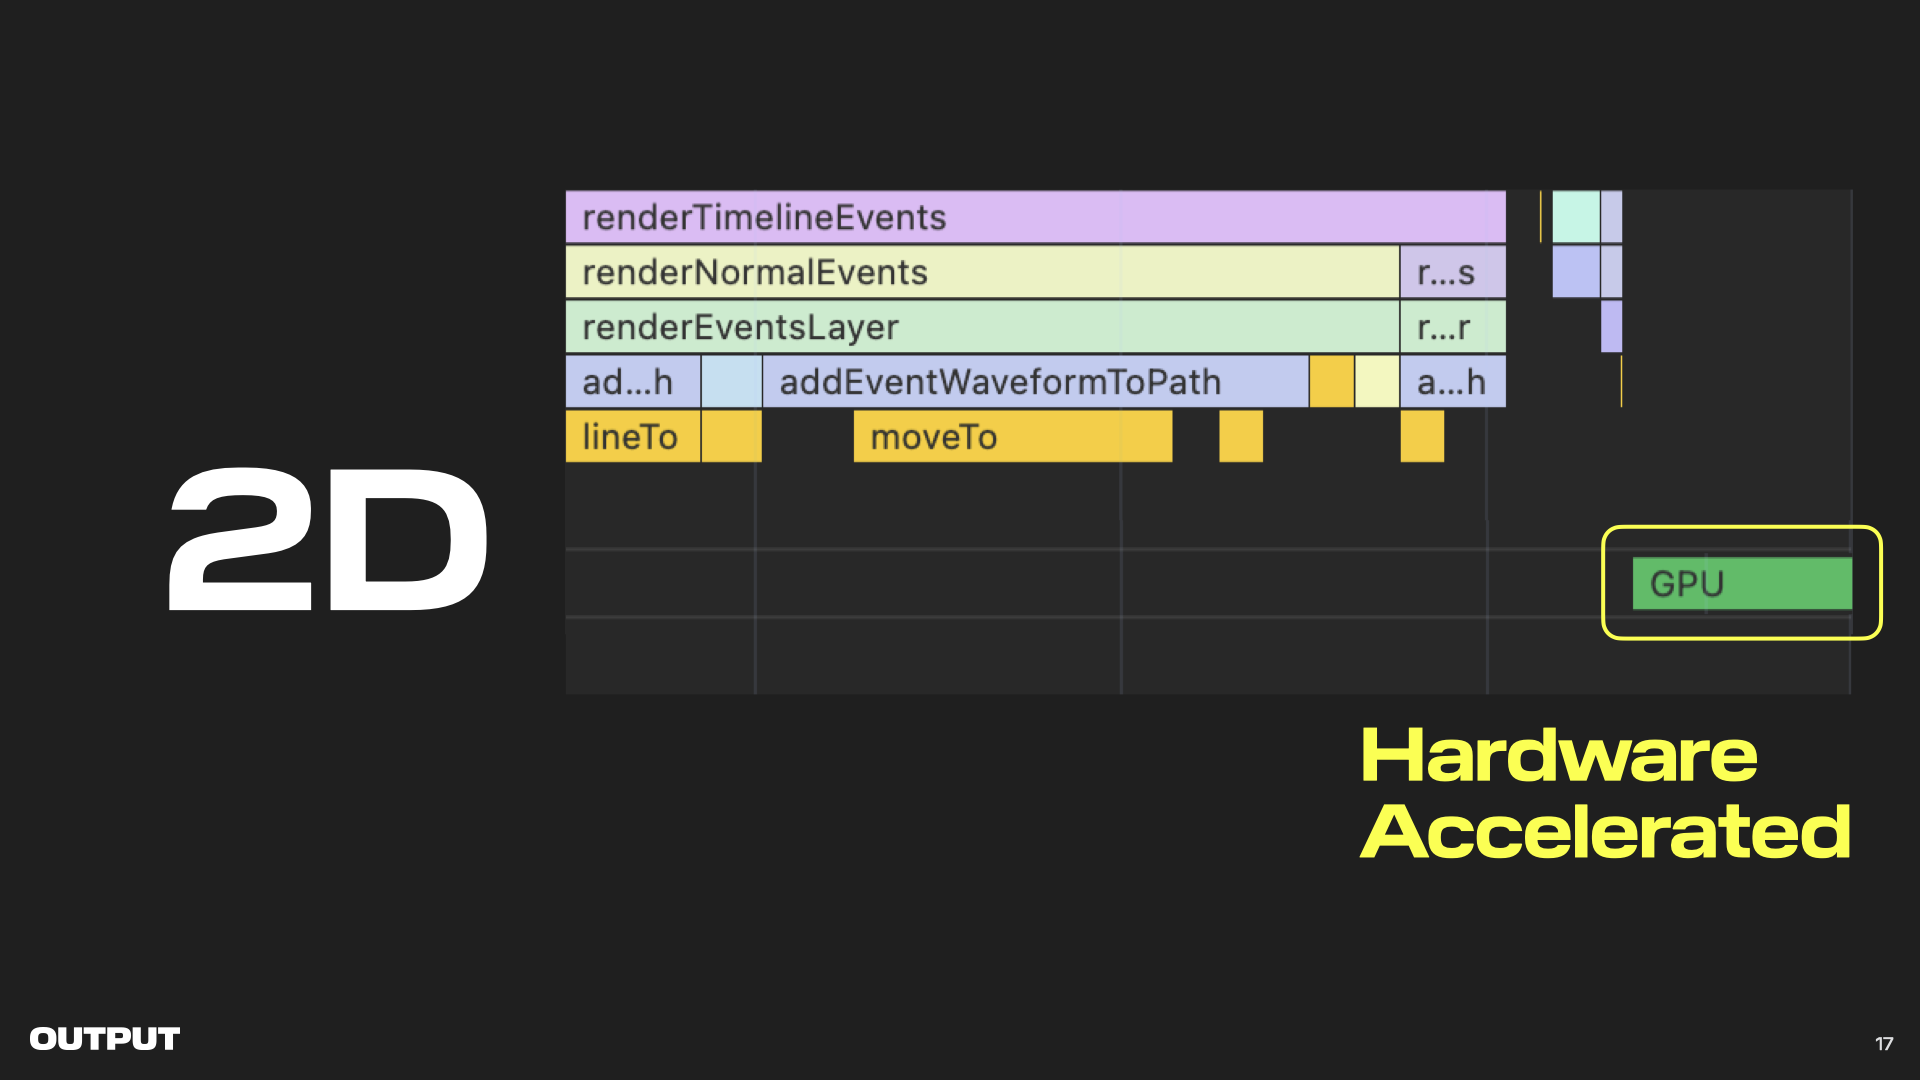 2D
renderTimelineEvents
renderNormalEvents
r...s
renderEventsLayer
r...r
ad...h
addEventWaveformToPath
a...h
lineTo
moveTo
GPU
Hardware
Accelerated
OUTPUT
17